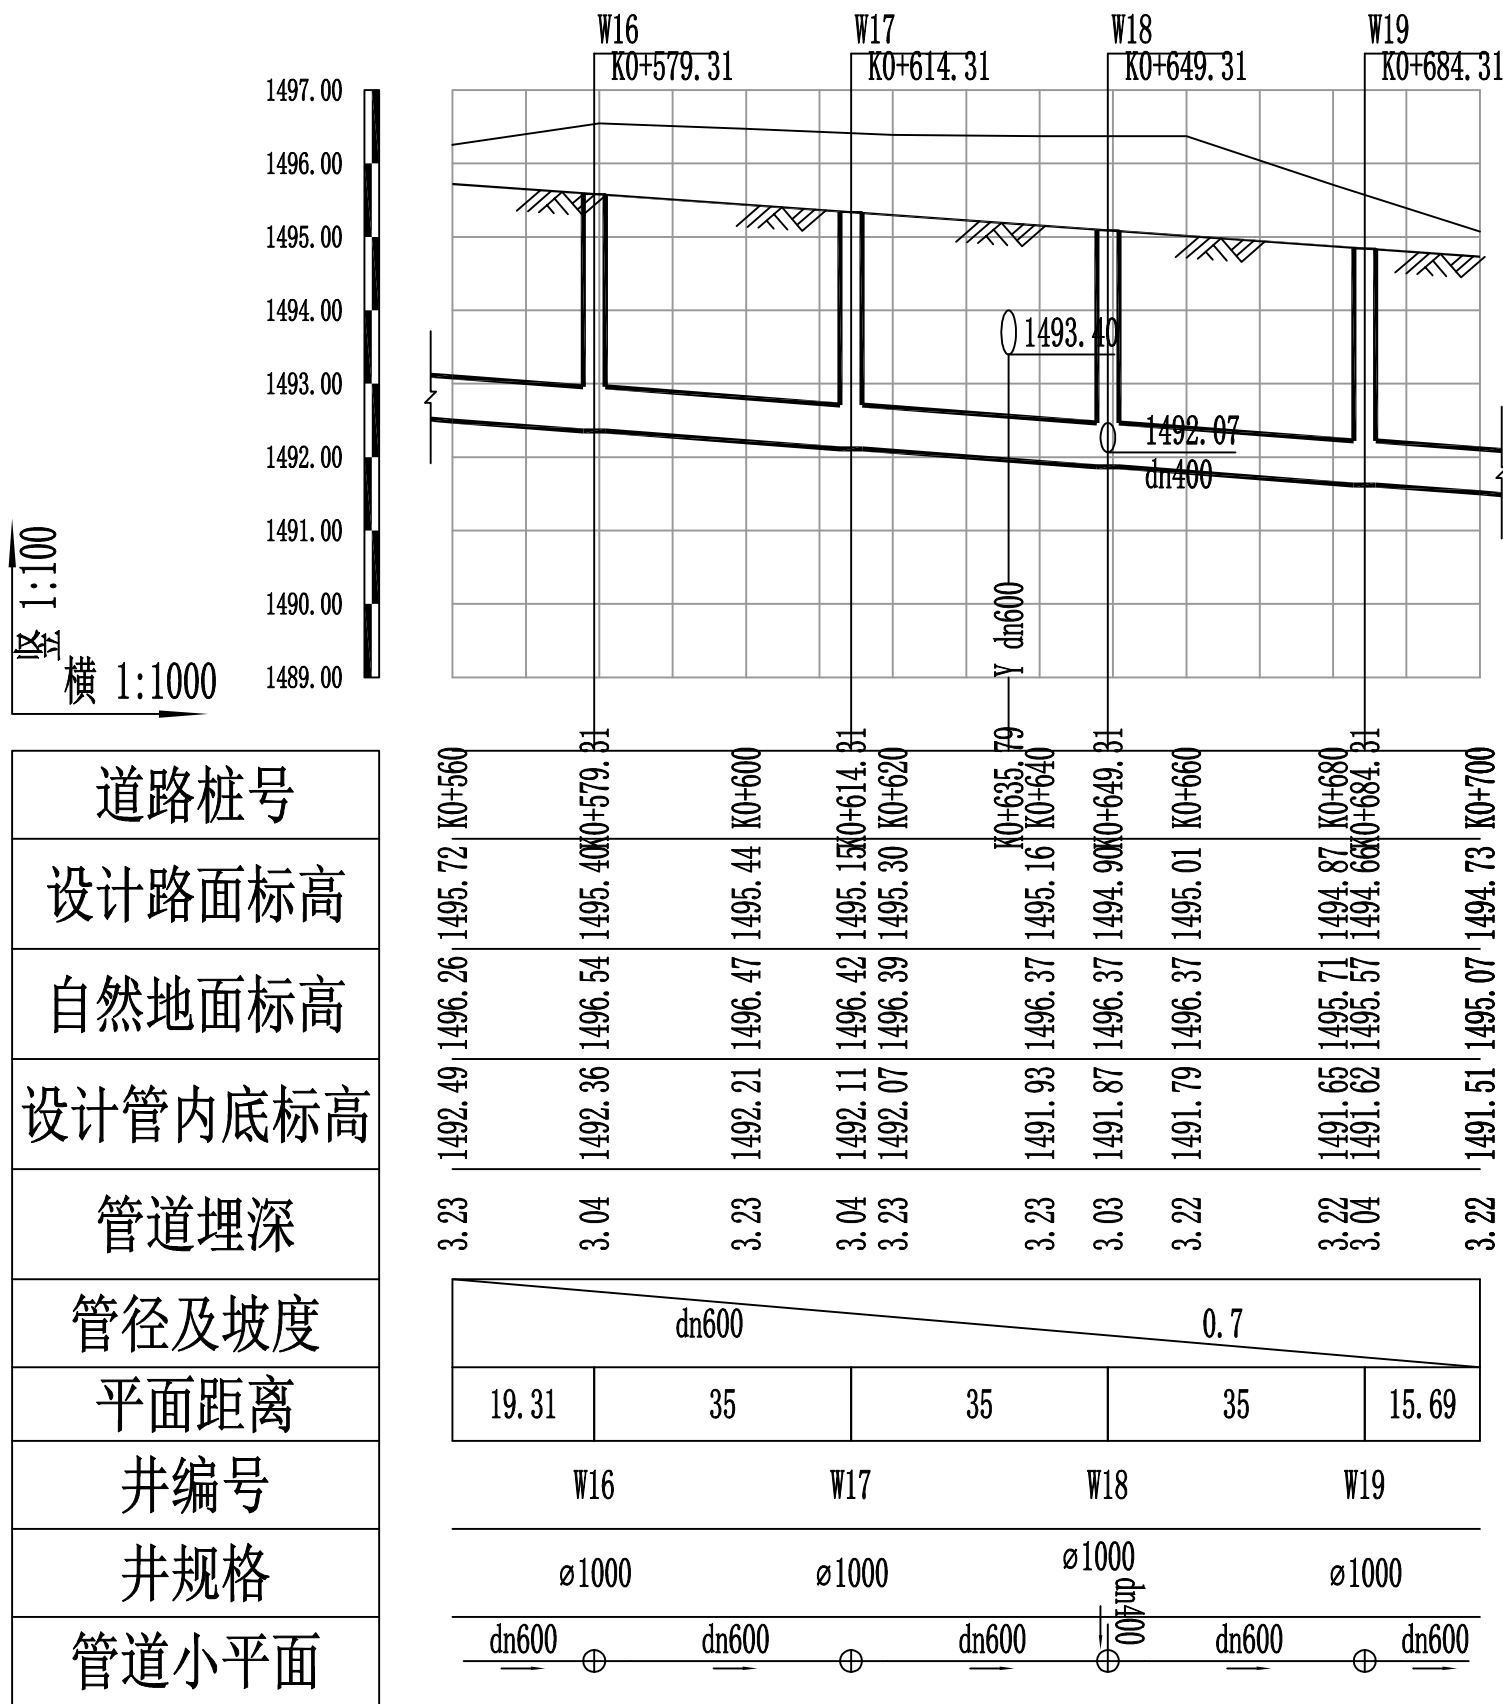 W16 W17 W18 W19
K0+579.31 K0+614.31 K0+649.31 K0+684.31
1497.00
1496.00
1495.00
1494.00
1493.40
1493.00
1492.07
1492.00
dn400
1491.00
1490.00
1489.00
竖 1:100
横 1:1000
Y dn600
道路桩号 K0+560 K0+579.31 K0+600 K0+614.31 K0+620 K0+635.79 K0+640 K0+649.31 K0+660 K0+680 K0+684.31 K0+700
设计路面标高 1495.72 1495.40 1495.44 1495.15 1495.30 1495.16 1494.90 1495.01 1494.87 1494.66 1494.73
自然地面标高 1496.26 1496.54 1496.47 1496.42 1496.39 1496.37 1496.37 1496.37 1495.71 1495.57 1495.07
设计管内底标高 1492.49 1492.36 1492.21 1492.11 1492.07 1491.93 1491.87 1491.79 1491.65 1491.62 1491.51
管道埋深 3.23 3.04 3.23 3.04 3.23 3.23 3.03 3.22 3.22 3.04 3.22
管径及坡度 dn600 0.7
平面距离 19.31 35 35 35 15.69
井编号 W16 W17 W18 W19
井规格 ø1000 ø1000 ø1000 ø1000
dn400
管道小平面 dn600 dn600 dn600 dn600 dn600